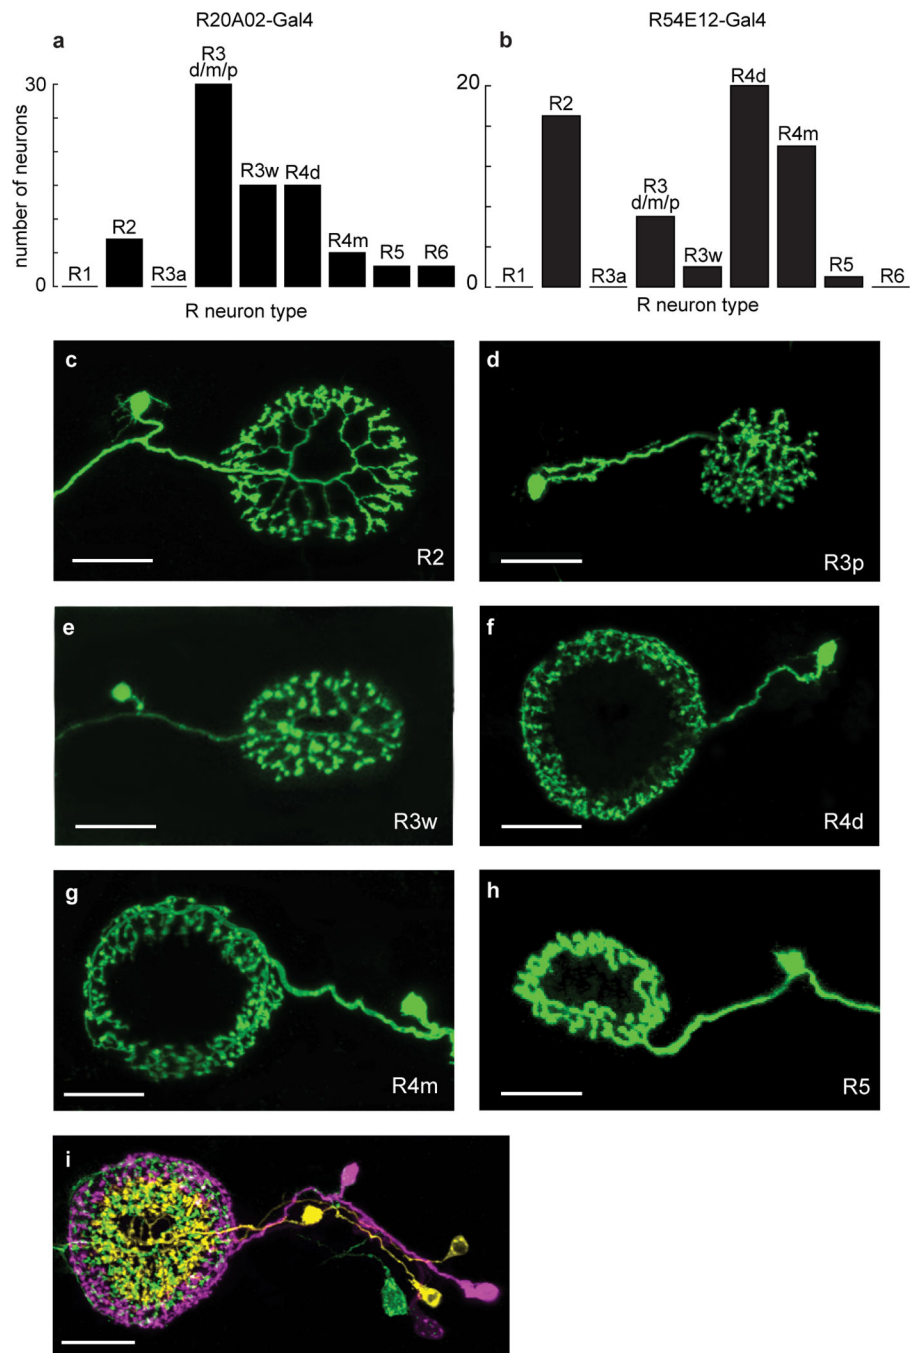 R20A02-Gal4
R54E12-Gal4
a
b
number of neurons
30
0
R1
R2
R3a
R3
d/m/p
R3w
R4d
R4m
R5
R6
R neuron type
20
0
R1
R2
R3a
R3
d/m/p
R3w
R4d
R4m
R5
R6
R neuron type
c
R2
d
R3p
e
R3w
f
R4d
g
R4m
h
R5
i